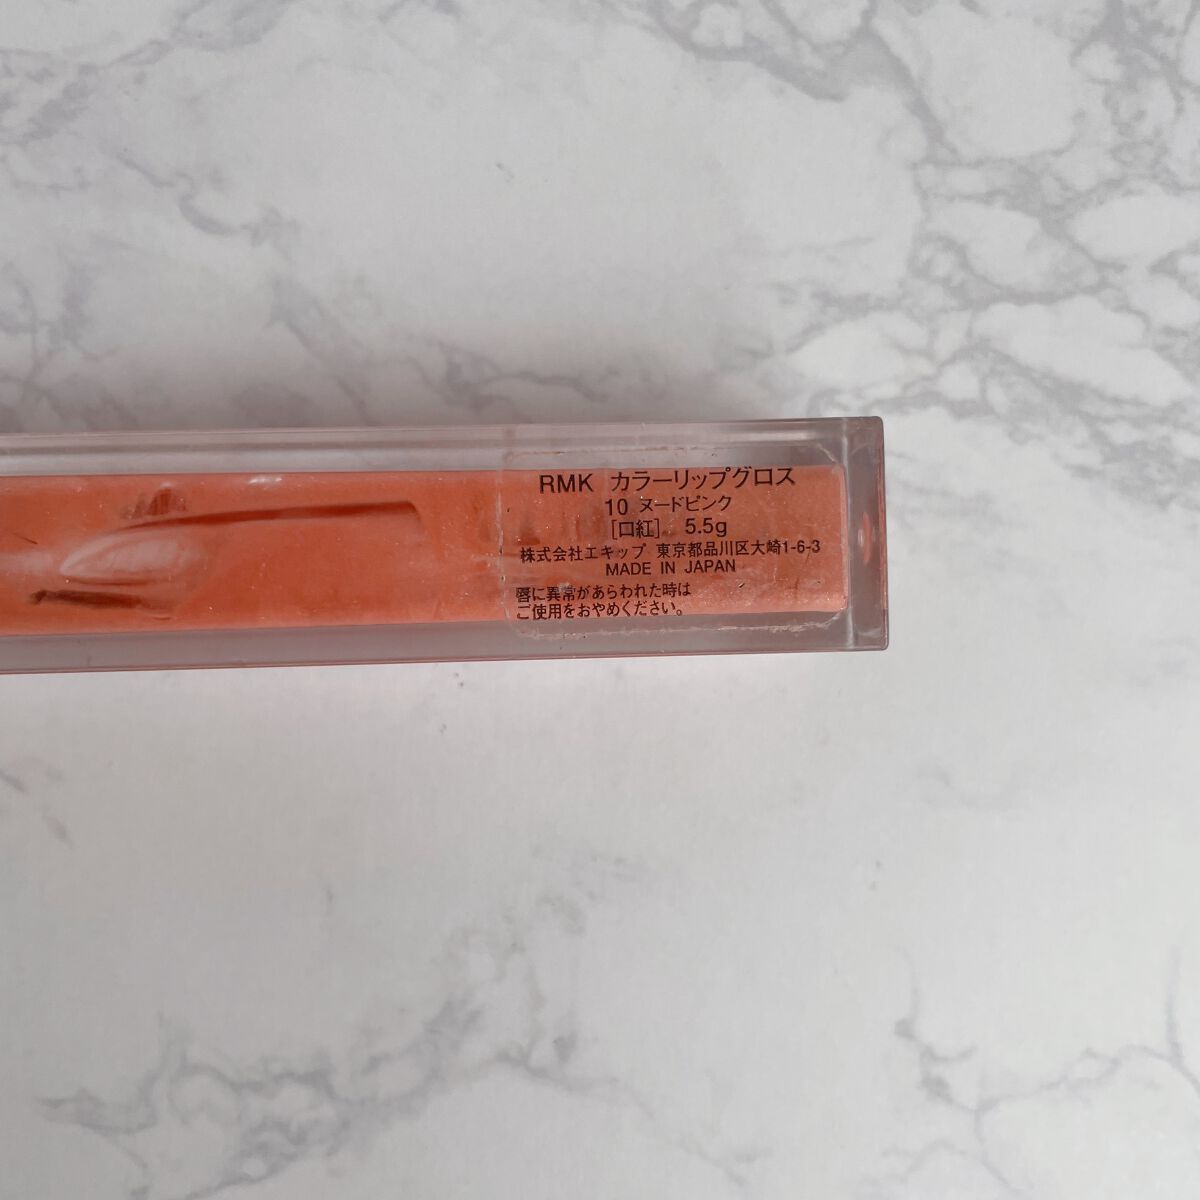 RMK カラーリップグロス
10 ヌードピンク
[口紅] 5.5g
株式会社エキップ 東京都品川区大崎1-6-3
MADE IN JAPAN
唇に異常があらわれた時は
ご使用をおやめください。